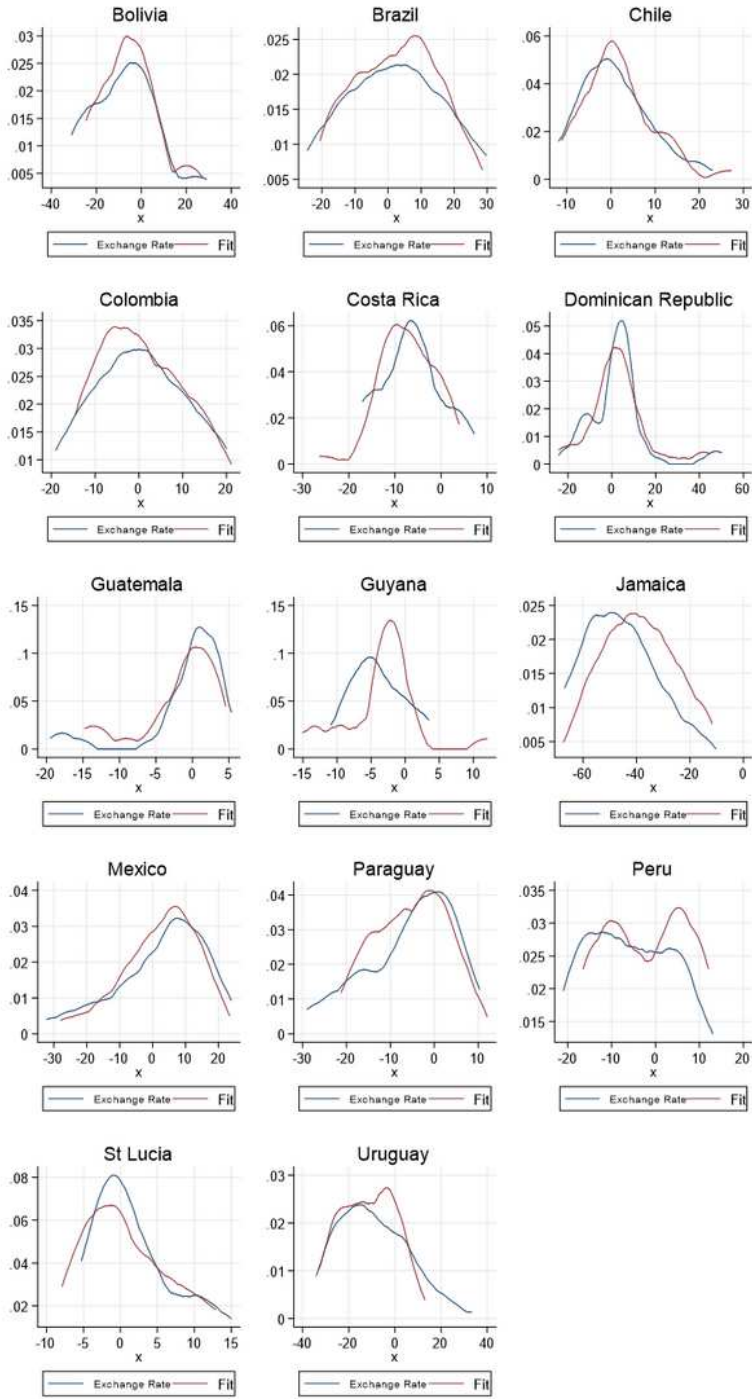 Bolivia
.03
.025
.02
.015
.01
.005
-20 0 20 40
x
Exchange Rate Fit
Brazil
.025
.02
.015
.01
.005
-20 -10 0 10 20 30
x
Exchange Rate Fit
Chile
.06
.04
.02
0
-10 0 10 20 30
x
Exchange Rate Fit
Colombia
.035
.03
.025
.02
.015
.01
-20 -10 0 10 20
x
Exchange Rate Fit
Costa Rica
.06
.04
.02
0
-30 -20 -10 0 10
x
Exchange Rate Fit
Dominican Republic
.05
.04
.03
.02
.01
0
-20 0 20 40 60
x
Exchange Rate Fit
Guatemala
.15
.1
.05
0
-20 -15 -10 -5 0 5
x
Exchange Rate Fit
Guyana
.15
.1
.05
0
-15 -10 -5 0 5 10
x
Exchange Rate Fit
Jamaica
.025
.02
.015
.01
.005
-60 -40 -20 0
x
Exchange Rate Fit
Mexico
.04
.03
.02
.01
0
-30 -20 -10 0 10 20
x
Exchange Rate Fit
Paraguay
.04
.03
.02
.01
0
-30 -20 -10 0 10
x
Exchange Rate Fit
Peru
.035
.03
.025
.02
.015
-20 -10 0 10 20
x
Exchange Rate Fit
St Lucia
.08
.06
.04
.02
-10 -5 0 5 10 15
x
Exchange Rate Fit
Uruguay
.03
.02
.01
0
-40 -20 0 20 40
x
Exchange Rate Fit